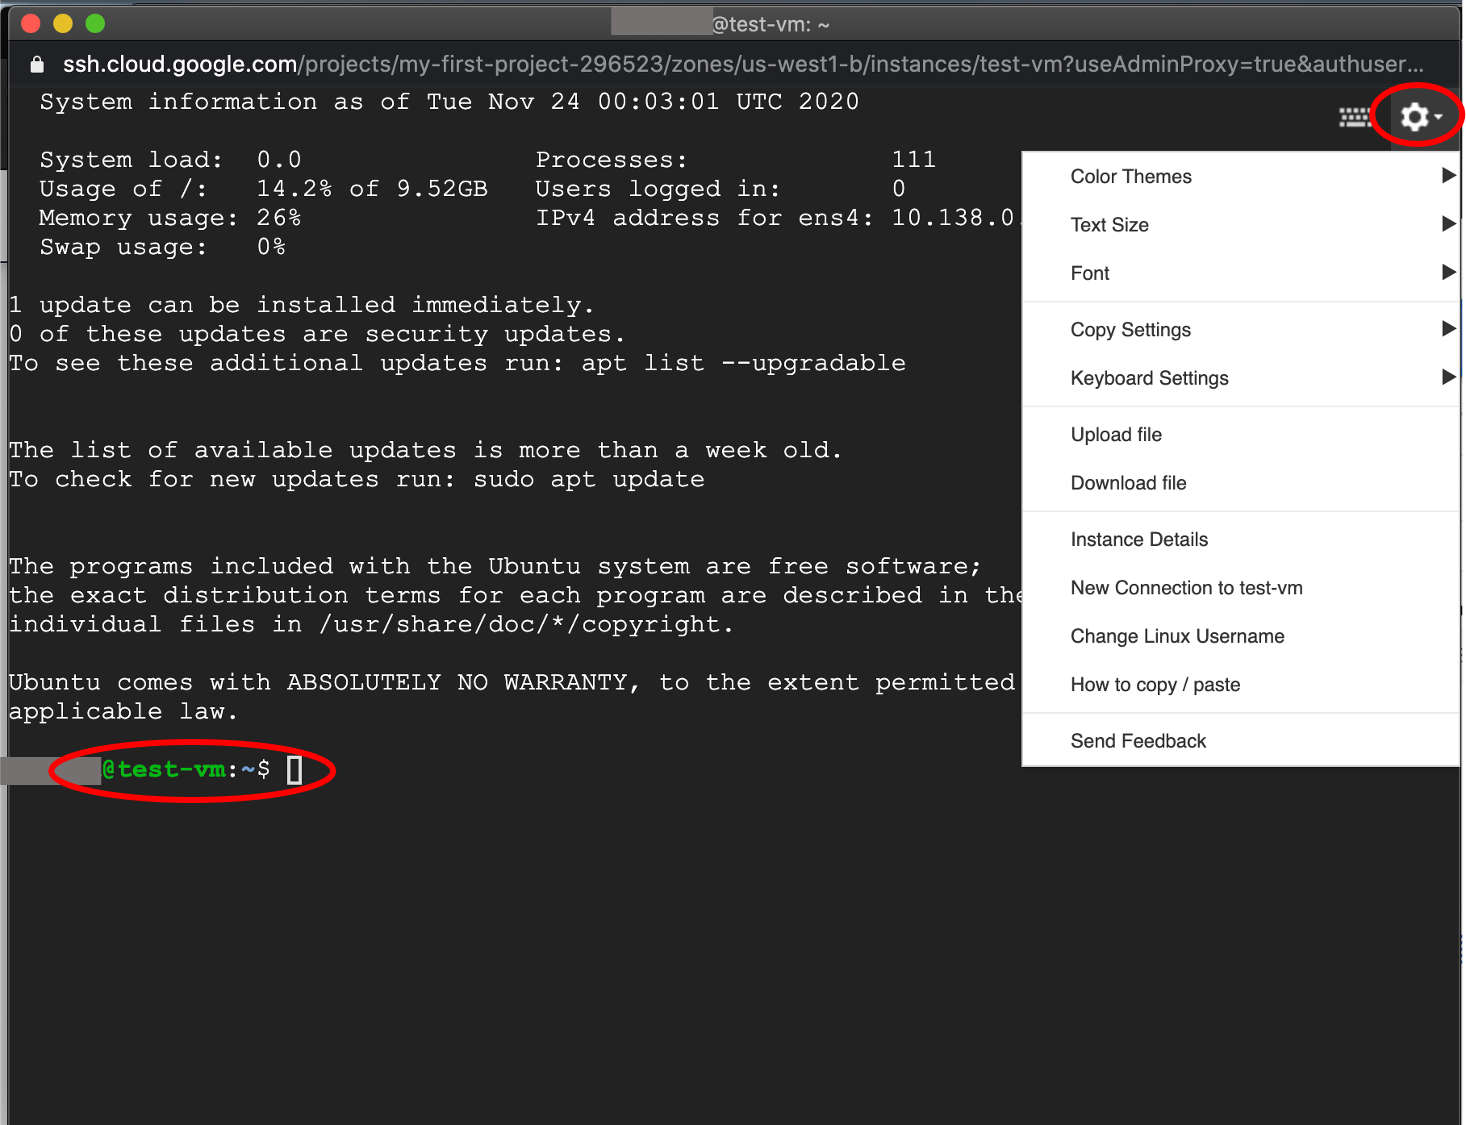 @test-vm: ~
ssh.cloud.google.com/projects/my-first-project-296523/zones/us-west1-b/instances/test-vm?useAdminProxy=true&authuser...
System information as of Tue Nov 24 00:03:01 UTC 2020
System load: 0.0 Processes: 111
Usage of /: 14.2% of 9.52GB Users logged in: 0
Memory usage: 26% IPv4 address for ens4: 10.138.0.
Swap usage: 0%
1 update can be installed immediately.
0 of these updates are security updates.
To see these additional updates run: apt list --upgradable
The list of available updates is more than a week old.
To check for new updates run: sudo apt update
The programs included with the Ubuntu system are free software;
the exact distribution terms for each program are described in the
individual files in /usr/share/doc/*/copyright.
Ubuntu comes with ABSOLUTELY NO WARRANTY, to the extent permitted
applicable law.
@test-vm:~$
Color Themes
Text Size
Font
Copy Settings
Keyboard Settings
Upload file
Download file
Instance Details
New Connection to test-vm
Change Linux Username
How to copy / paste
Send Feedback